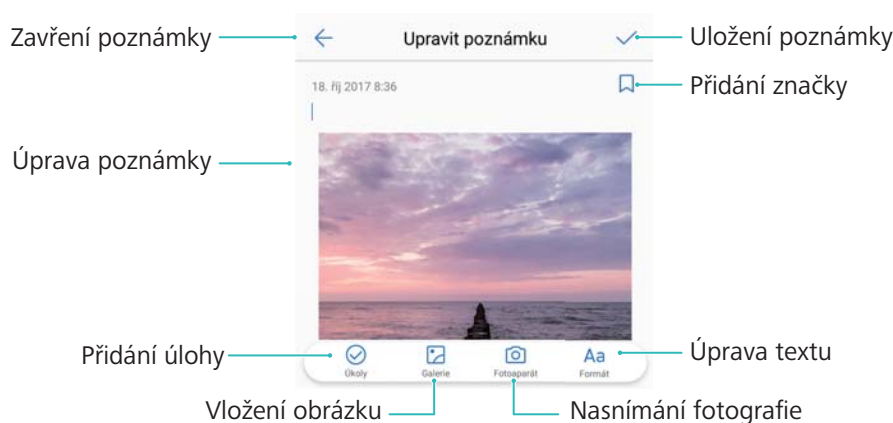 Zavření poznámky
Upravit poznámku
Uložení poznámky
18. říj 2017 8:36
Přidání značky
Úprava poznámky
Přidání úlohy
Úkoly
Galerie
Fotoaparát
Aa
Formát
Úprava textu
Vložení obrázku
Nasnímání fotografie